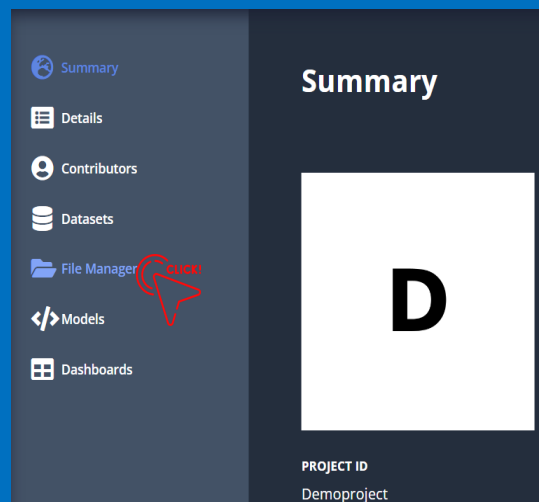 Summary
Details
Contributors
Datasets
File Manager
CLICK!
Models
Dashboards
Summary
D
PROJECT ID
Demoproject